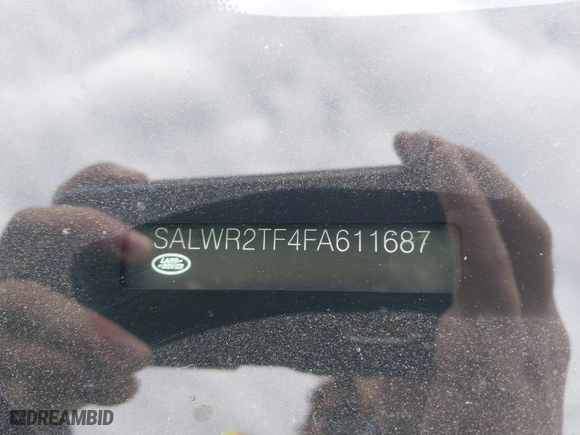 SALWR2TF4FA611687
LAND-
-ROVER
DREAMBID